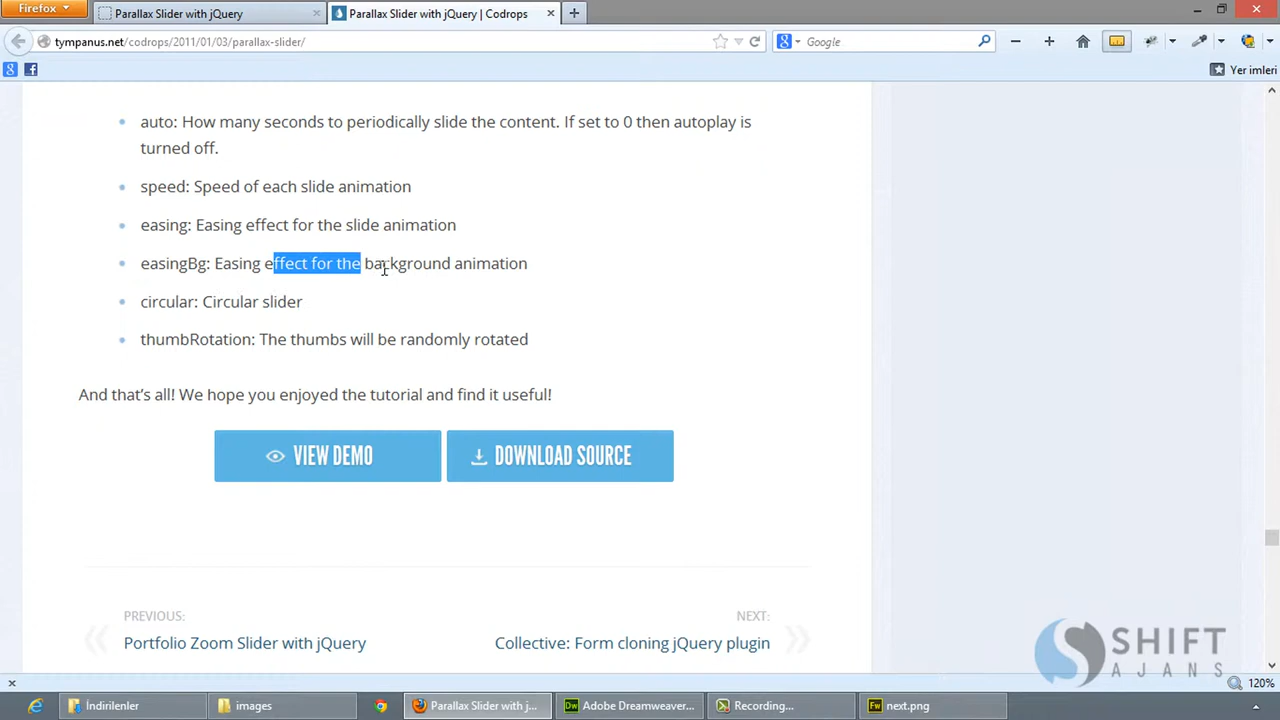 Firefox
Parallax Slider with jQuery
Parallax Slider with jQuery | Codrops
tympanus.net/codrops/2011/01/03/parallax-slider/
Google
Yer imleri
auto: How many seconds to periodically slide the content. If set to 0 then autoplay is
turned off.
speed: Speed of each slide animation
easing: Easing effect for the slide animation
easingBg: Easing effect for the background animation
circular: Circular slider
thumbRotation: The thumbs will be randomly rotated
And that's all! We hope you enjoyed the tutorial and find it useful!
VIEW DEMO
DOWNLOAD SOURCE
PREVIOUS:
NEXT:
Portfolio Zoom Slider with jQuery
Collective: Form cloning jQuery plugin
SHIFT
AJANS
120%
İndirilenler
images
Parallax Slider with j...
Adobe Dreamweaver...
Recording...
next.png